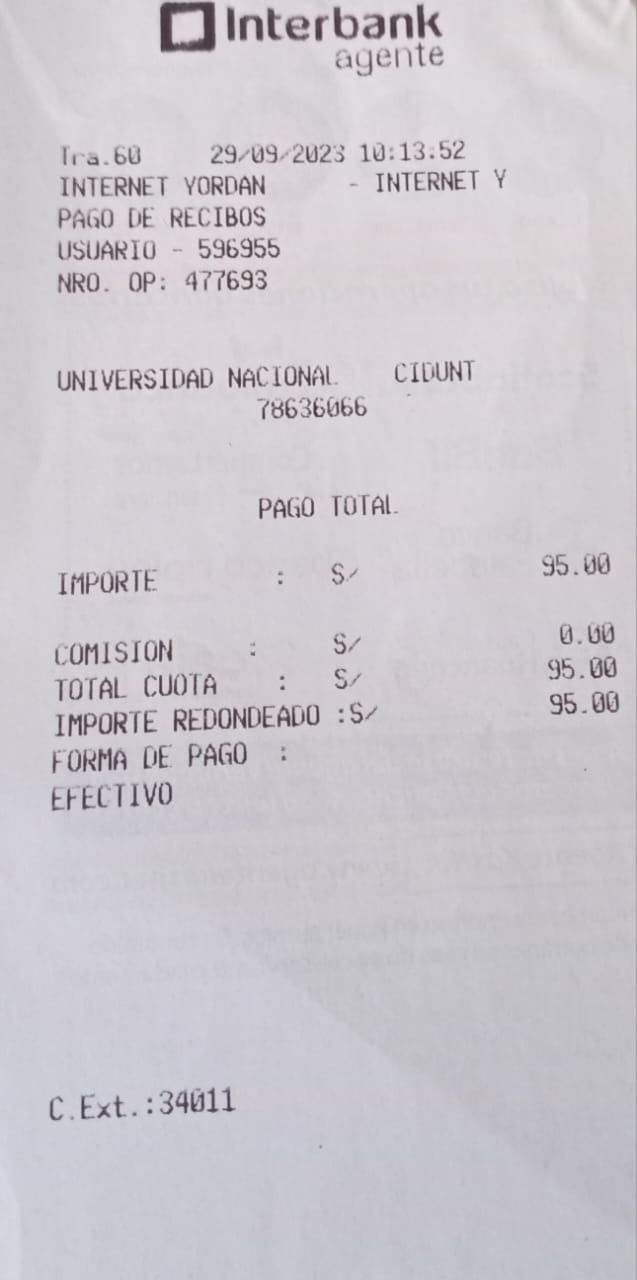 Interbank
agente
Tra.60 29/09/2023 10:13:52
INTERNET YORDAN - INTERNET Y
PAGO DE RECIBOS
USUARIO - 596955
NRO. OP: 477693
UNIVERSIDAD NACIONAL CIDUNT
78636066
PAGO TOTAL
IMPORTE : S/ 95.00
COMISION : S/ 0.00
TOTAL CUOTA : S/ 95.00
IMPORTE REDONDEADO :S/ 95.00
FORMA DE PAGO :
EFECTIVO
C.Ext.:34011